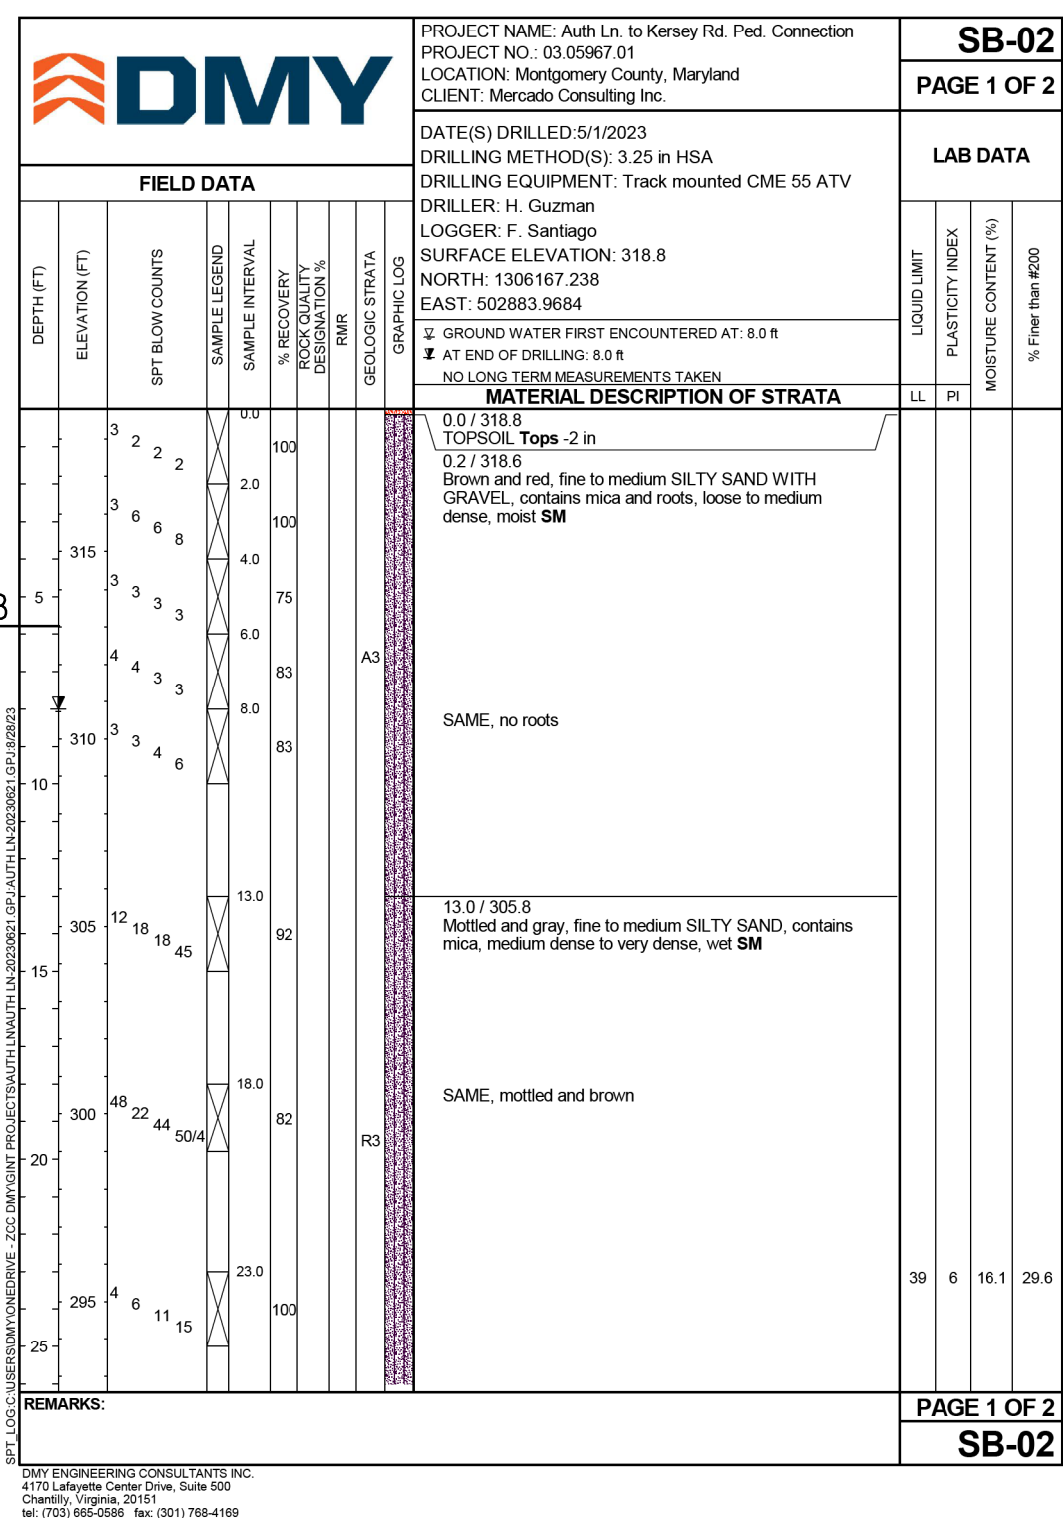 DMY
PROJECT NAME: Auth Ln. to Kersey Rd. Ped. Connection
PROJECT NO.: 03.05967.01
LOCATION: Montgomery County, Maryland
CLIENT: Mercado Consulting Inc.
SB-02
PAGE 1 OF 2
DATE(S) DRILLED:5/1/2023
DRILLING METHOD(S): 3.25 in HSA
DRILLING EQUIPMENT: Track mounted CME 55 ATV
DRILLER: H. Guzman
LOGGER: F. Santiago
SURFACE ELEVATION: 318.8
NORTH: 1306167.238
EAST: 502883.9684
GROUND WATER FIRST ENCOUNTERED AT: 8.0 ft
AT END OF DRILLING: 8.0 ft
NO LONG TERM MEASUREMENTS TAKEN
LAB DATA
FIELD DATA
DEPTH (FT)
ELEVATION (FT)
SPT BLOW COUNTS
SAMPLE LEGEND
SAMPLE INTERVAL
% RECOVERY
ROCK QUALITY
DESIGNATION %
RMR
GEOLOGIC STRATA
GRAPHIC LOG
MATERIAL DESCRIPTION OF STRATA
LIQUID LIMIT
PLASTICITY INDEX
MOISTURE CONTENT (%)
% Finer than #200
LL PI
0.0
0.0 / 318.8
TOPSOIL Tops -2 in
3 2 2 2 100
0.2 / 318.6
Brown and red, fine to medium SILTY SAND WITH
GRAVEL, contains mica and roots, loose to medium
dense, moist SM
2.0
3 6 6 8 100
315
4.0
3 3 3 3 75
5
6.0
A3
4 4 3 3 83
8.0
SAME, no roots
310
3 3 4 6 83
10
13.0
13.0 / 305.8
Mottled and gray, fine to medium SILTY SAND, contains
mica, medium dense to very dense, wet SM
305
12 18 18 45 92
15
18.0
SAME, mottled and brown
300
48 22 44 50/4 82
R3
20
23.0
39 6 16.1 29.6
295
4 6 11 15 100
25
REMARKS:
PAGE 1 OF 2
SB-02
SPT_LOG:C:\USERS\DMY\ONEDRIVE - ZCC DMY\GINT PROJECTS\AUTH LN\AUTH LN-20230621.GPJ:AUTH LN-20230621.GPJ:8/28/23
DMY ENGINEERING CONSULTANTS INC.
4170 Lafayette Center Drive, Suite 500
Chantilly, Virginia, 20151
tel: (703) 665-0586 fax: (301) 768-4169